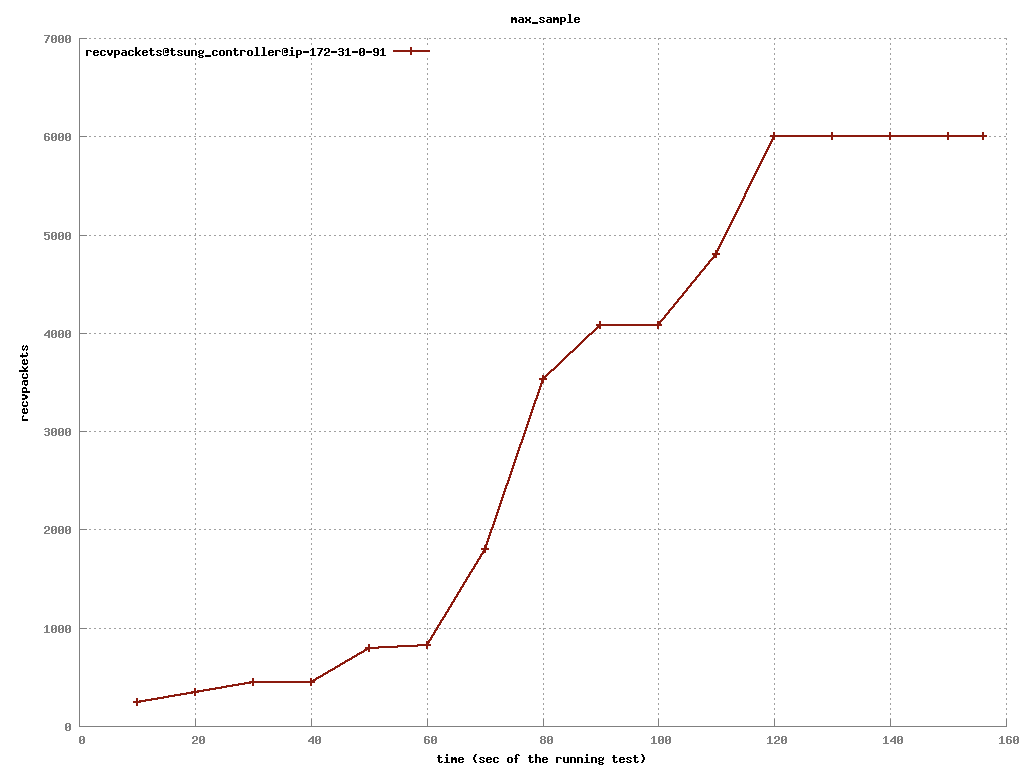 max_sample
7000
recvpackets@tsung_controller@ip-172-31-0-91
6000
5000
4000
recvpackets
3000
2000
1000
0
0 20 40 60 80 100 120 140 160
time (sec of the running test)